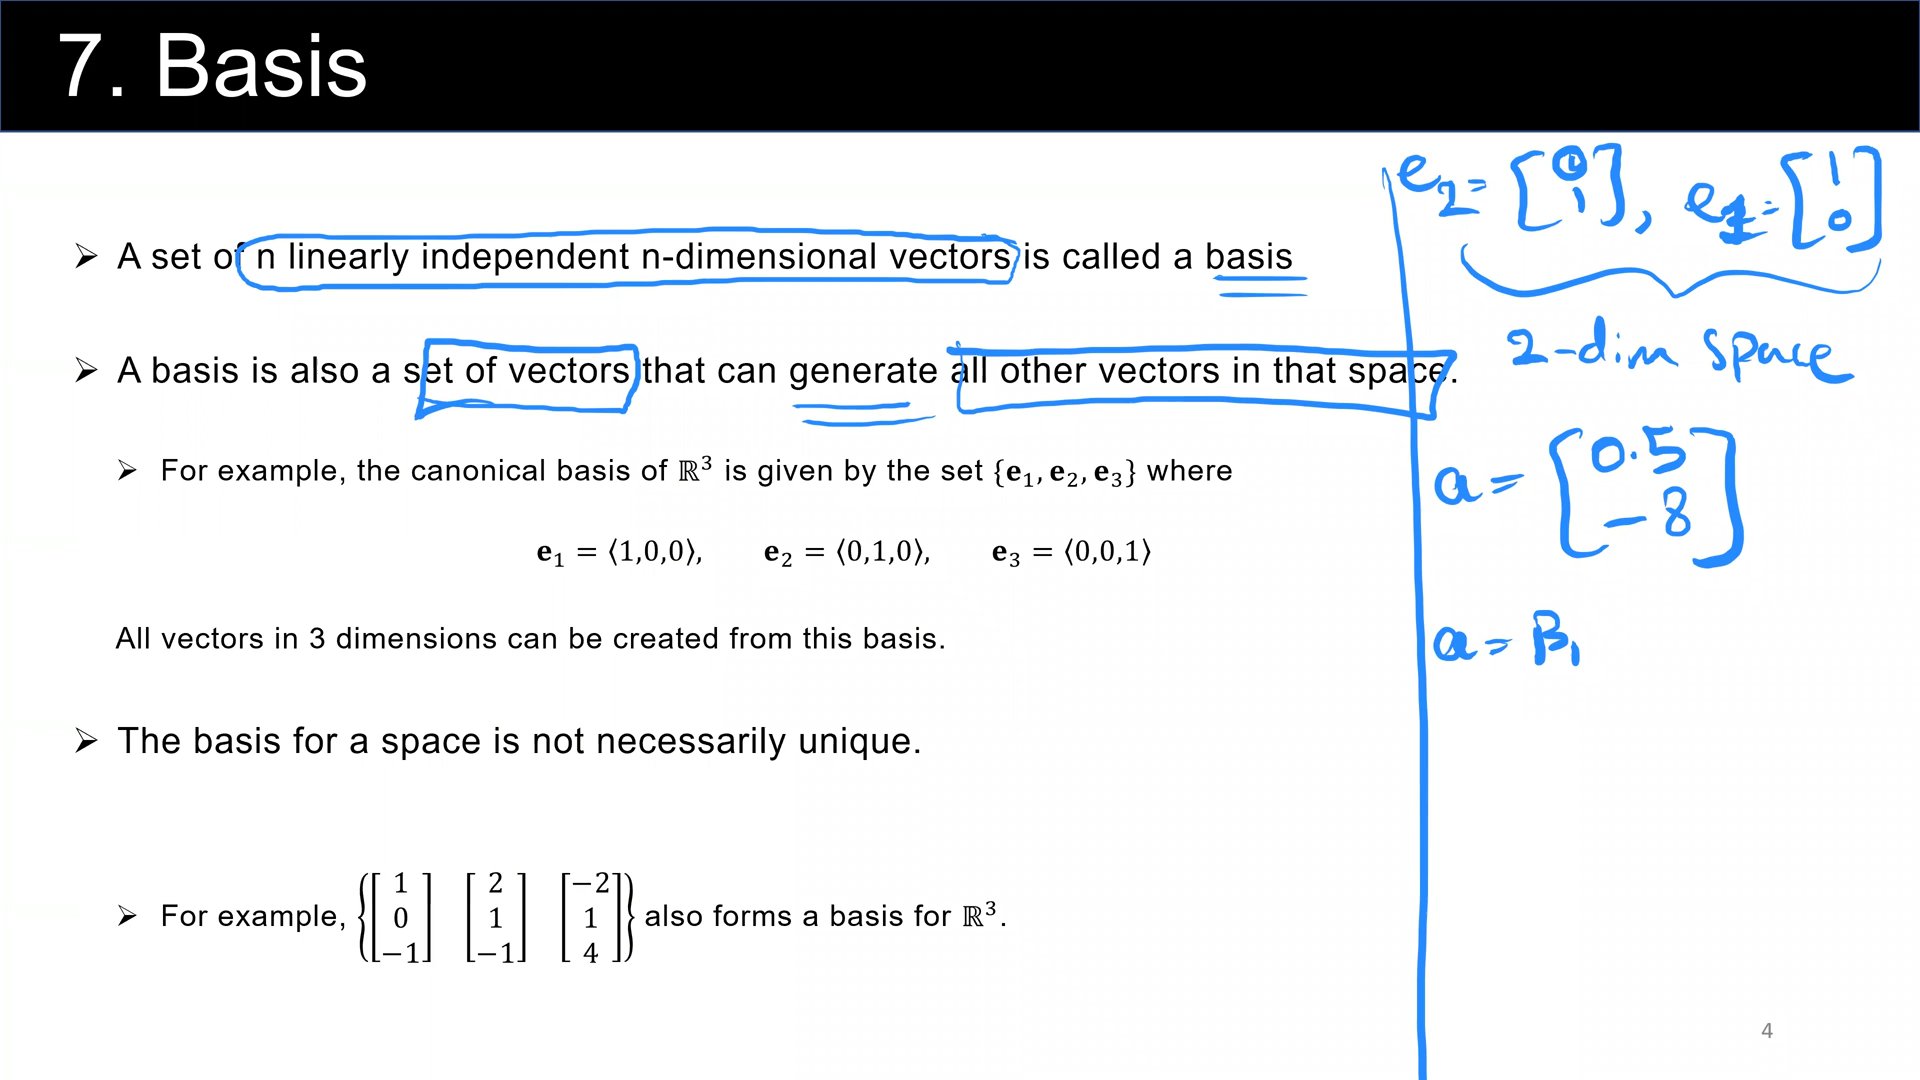 7. Basis
➢ A set of n linearly independent n-dimensional vectors is called a basis
➢ A basis is also a set of vectors that can generate all other vectors in that space.
➢ For example, the canonical basis of ℝ³ is given by the set {e₁, e₂, e₃} where
e₁ = ⟨1,0,0⟩, e₂ = ⟨0,1,0⟩, e₃ = ⟨0,0,1⟩
All vectors in 3 dimensions can be created from this basis.
➢ The basis for a space is not necessarily unique.
➢ For example, {[1 0 −1] [2 1 −1] [−2 1 4]} also forms a basis for ℝ³.
e₂ = [0 1], e₁ = [1 0]
2-dim space
a = [0.5 −8]
a = β₁
4